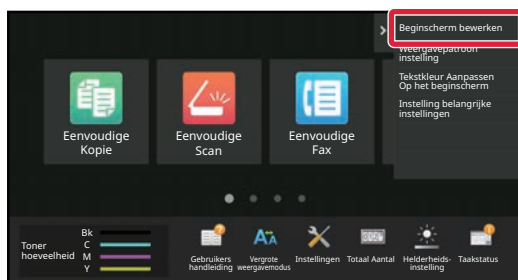 Beginscherm bewerken
Weergavepatroon
instelling
Tekstkleur Aanpassen
Op het beginscherm
Instelling belangrijke
instellingen
Eenvoudige
Kopie
Eenvoudige
Scan
Eenvoudige
Fax
Toner
hoeveelheid
Bk
C
M
Y
Gebruikers
handleiding
Vergrote
weergavemodus
Instellingen
Totaal Aantal
Helderheids-
instelling
Taakstatus